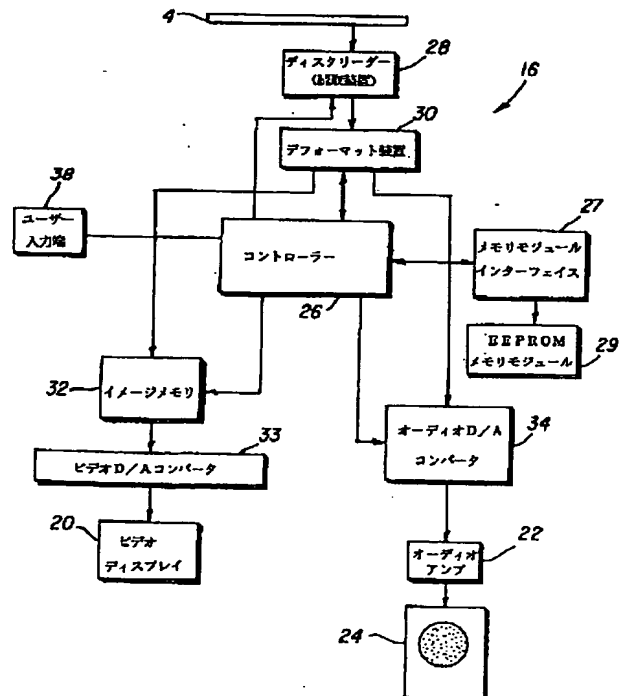 4
ディスクリーダー
28
16
30
デフォーマット装置
38
ユーザー
入力端
コントローラー
26
27
メモリモジュール
インターフェイス
EEPROM
メモリモジュール
29
32
イメージメモリ
オーディオD/A
コンバータ
34
33
ビデオD/Aコンバータ
20
ビデオ
ディスプレイ
オーディオ
アンプ
22
24